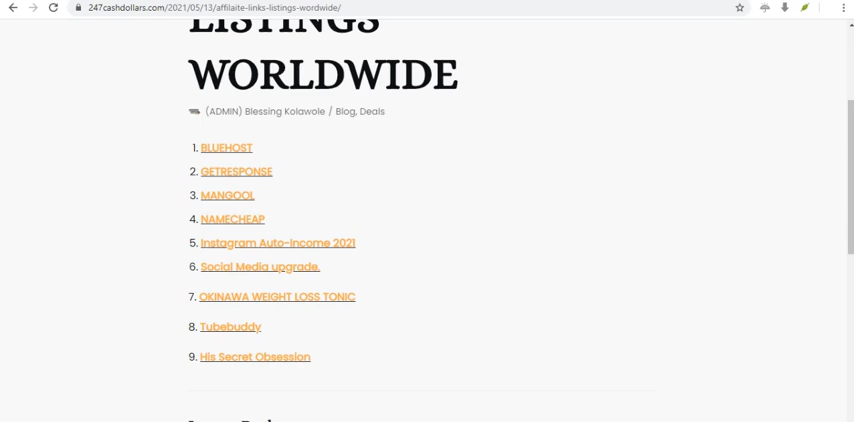 247cashdollars.com/2021/05/13/affilaite-links-listings-wordwide/
LISTINGS
WORLDWIDE
(ADMIN) Blessing Kolawole / Blog, Deals
1. BLUEHOST
2. GETRESPONSE
3. MANGOOL
4. NAMECHEAP
5. Instagram Auto-Income 2021
6. Social Media upgrade.
7. OKINAWA WEIGHT LOSS TONIC
8. Tubebuddy
9. His Secret Obsession